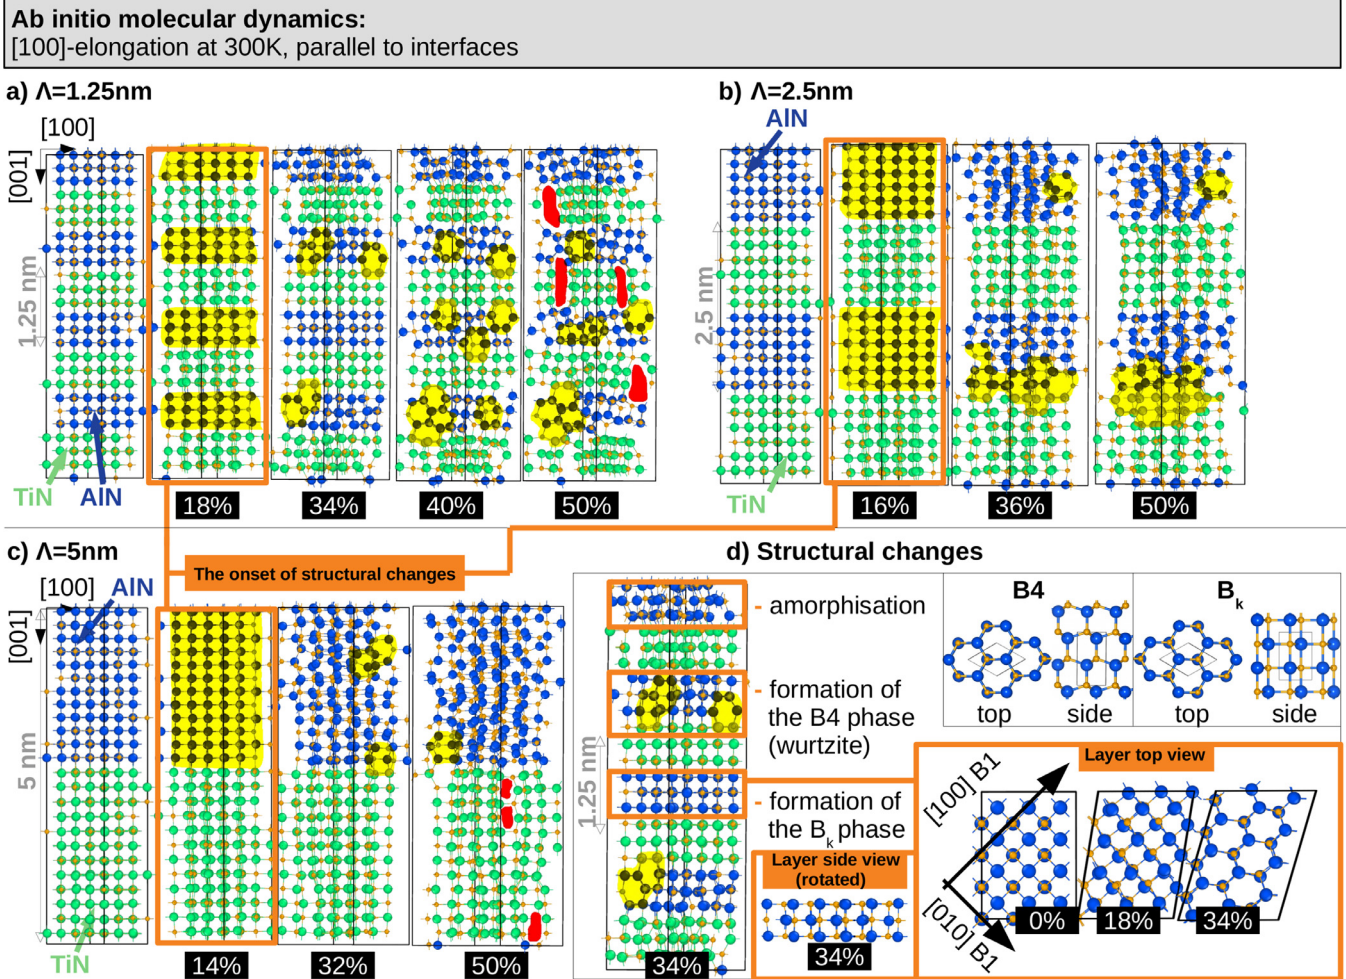 Ab initio molecular dynamics:
[100]-elongation at 300K, parallel to interfaces
a) Λ=1.25nm
[100]
[001]
1.25 nm
TiN
AlN
18%
34%
40%
50%
b) Λ=2.5nm
AlN
2.5 nm
TiN
16%
36%
50%
The onset of structural changes
c) Λ=5nm
[100]
AlN
[001]
5 nm
TiN
14%
32%
50%
d) Structural changes
- amorphisation
- formation of
the B4 phase
(wurtzite)
- formation of
the Bk phase
1.25 nm
34%
Layer side view
(rotated)
34%
B4
top
side
Bk
top
side
Layer top view
[100] B1
[010] B1
0%
18%
34%